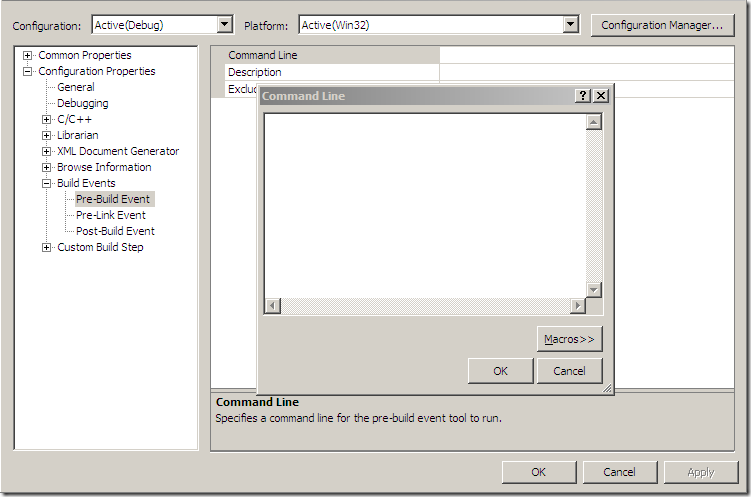 Configuration: Active(Debug) Platform: Active(Win32) Configuration Manager...
Common Properties
Configuration Properties
General
Debugging
C/C++
Librarian
XML Document Generator
Browse Information
Build Events
Pre-Build Event
Pre-Link Event
Post-Build Event
Custom Build Step
Command Line
Description
Exclu
Command Line
Macros>>
OK Cancel
Command Line
Specifies a command line for the pre-build event tool to run.
OK Cancel Apply